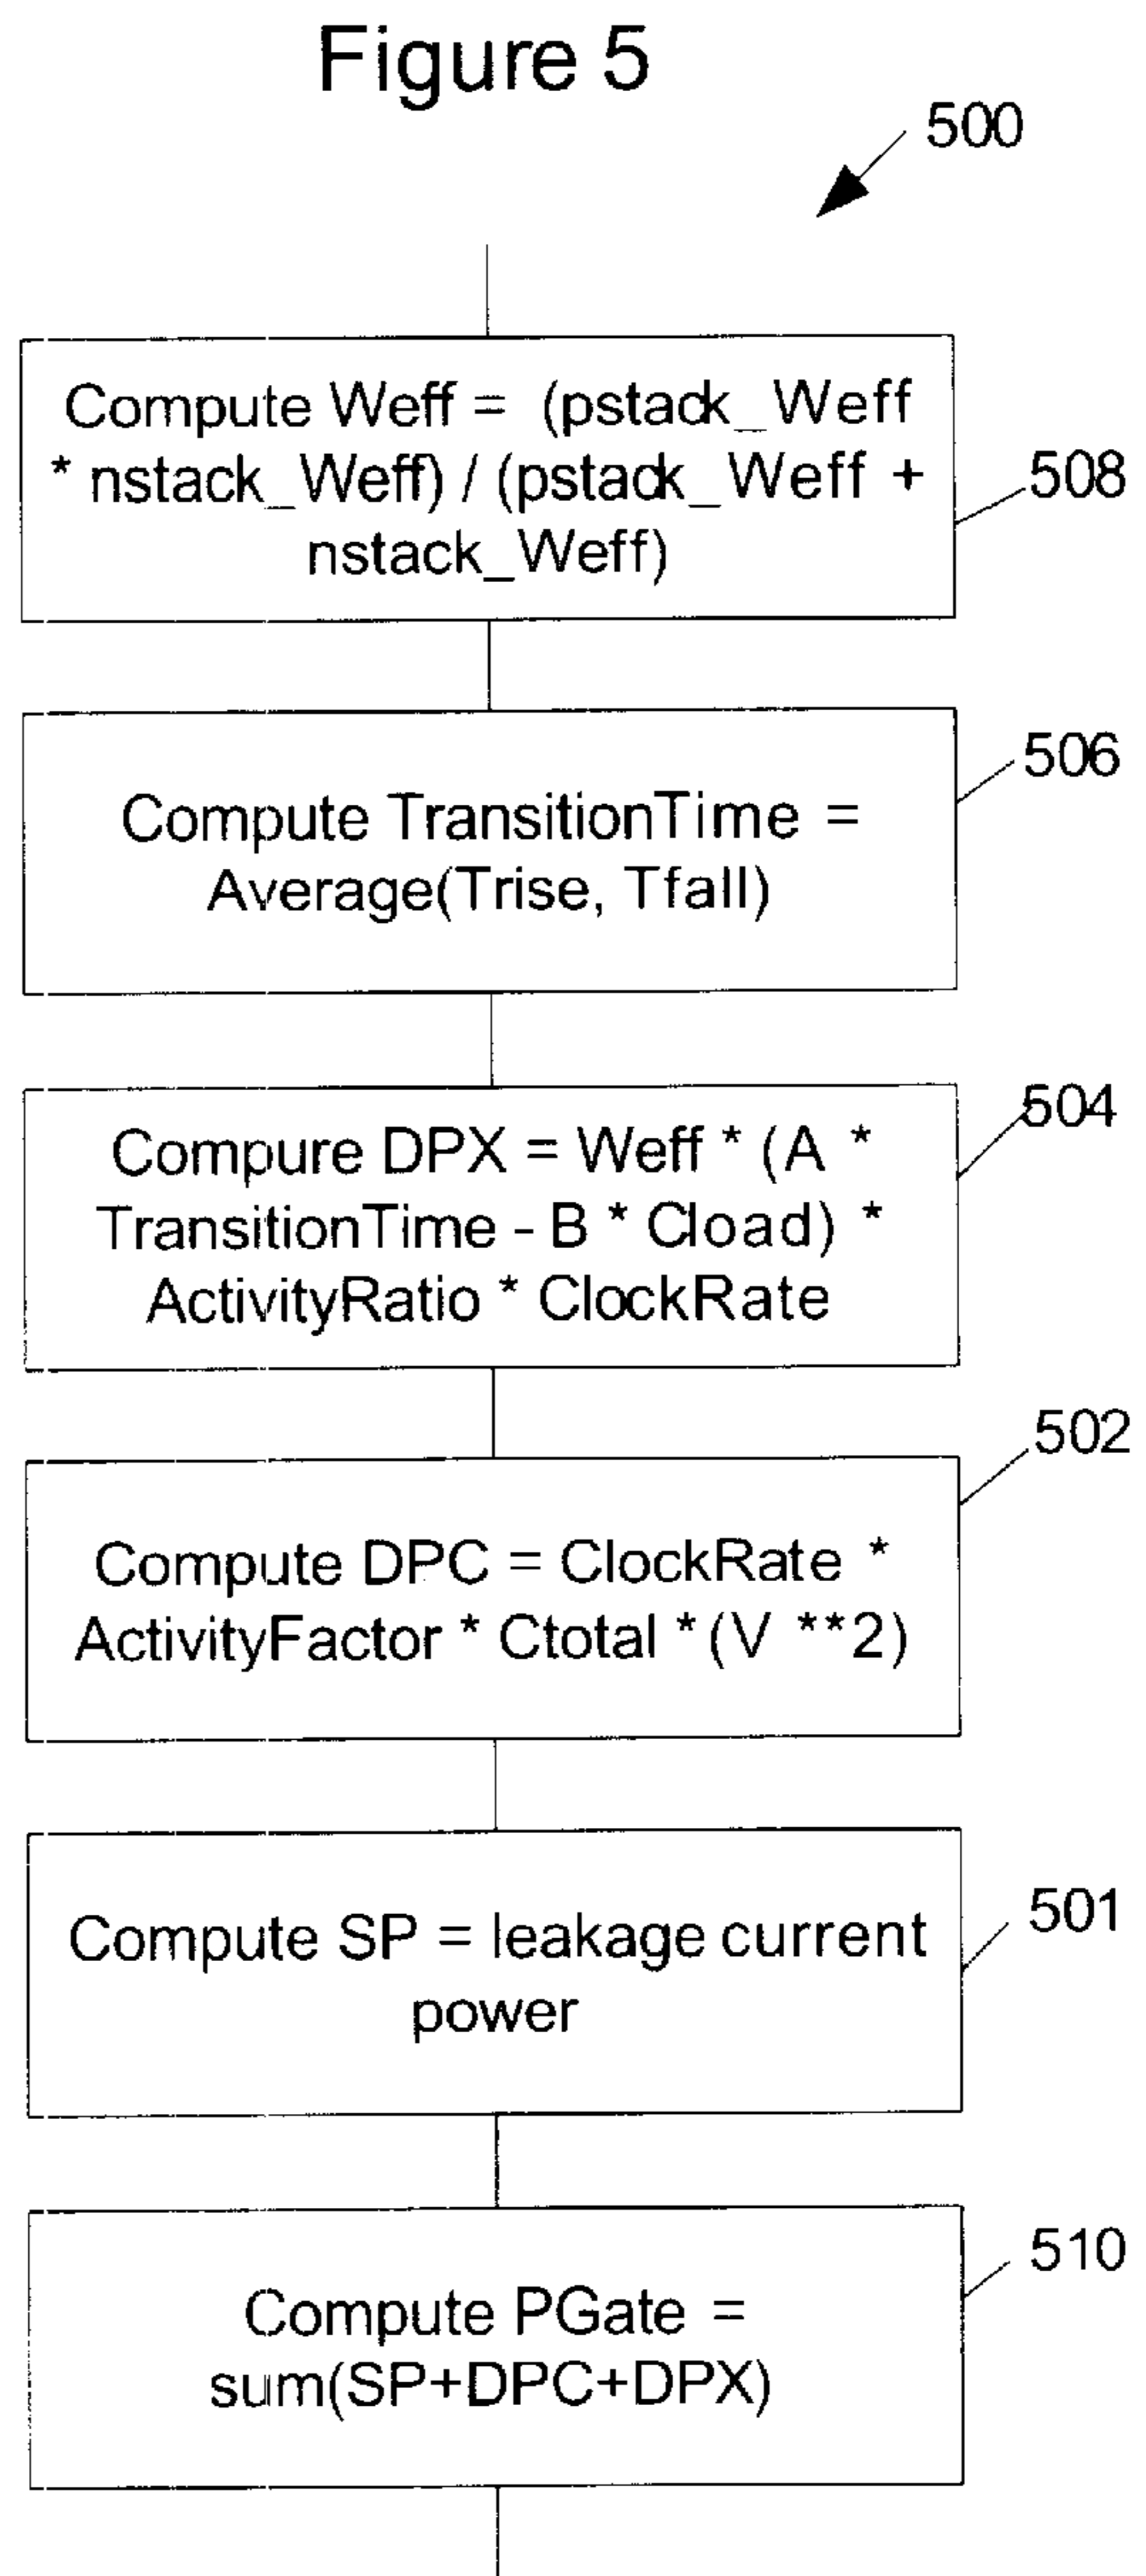 Figure 5
500
Compute Weff = (pstack_Weff
* nstack_Weff) / (pstack_Weff +
nstack_Weff)
508
Compute TransitionTime =
Average(Trise, Tfall)
506
Compure DPX = Weff * (A *
TransitionTime - B * Cload) *
ActivityRatio * ClockRate
504
Compute DPC = ClockRate *
ActivityFactor * Ctotal * (V **2)
502
Compute SP = leakage current
power
501
Compute PGate =
sum(SP+DPC+DPX)
510